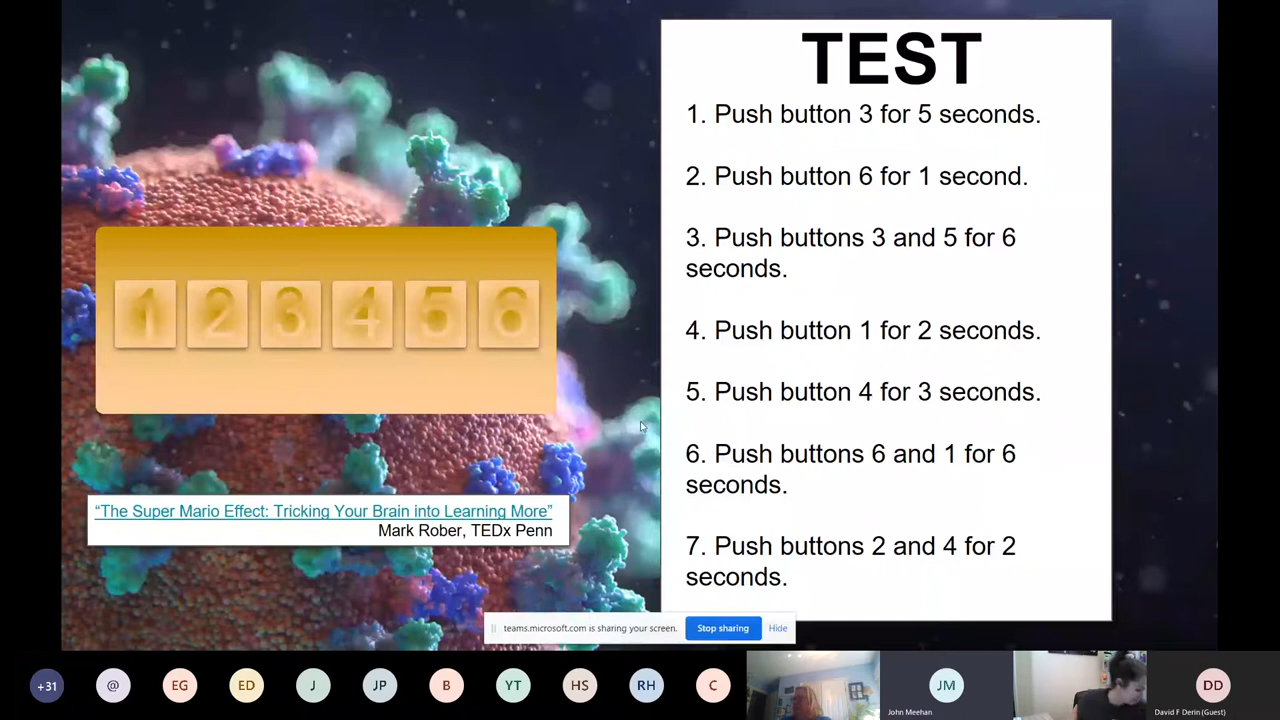 TEST
1. Push button 3 for 5 seconds.
2. Push button 6 for 1 second.
3. Push buttons 3 and 5 for 6
seconds.
4. Push button 1 for 2 seconds.
5. Push button 4 for 3 seconds.
6. Push buttons 6 and 1 for 6
seconds.
7. Push buttons 2 and 4 for 2
seconds.
1 2 3 4 5 6
“The Super Mario Effect: Tricking Your Brain into Learning More”
Mark Rober, TEDx Penn
teams.microsoft.com is sharing your screen. Stop sharing Hide
+31 @ EG ED J JP B YT HS RH C JM DD
John Meehan
David F Derin (Guest)